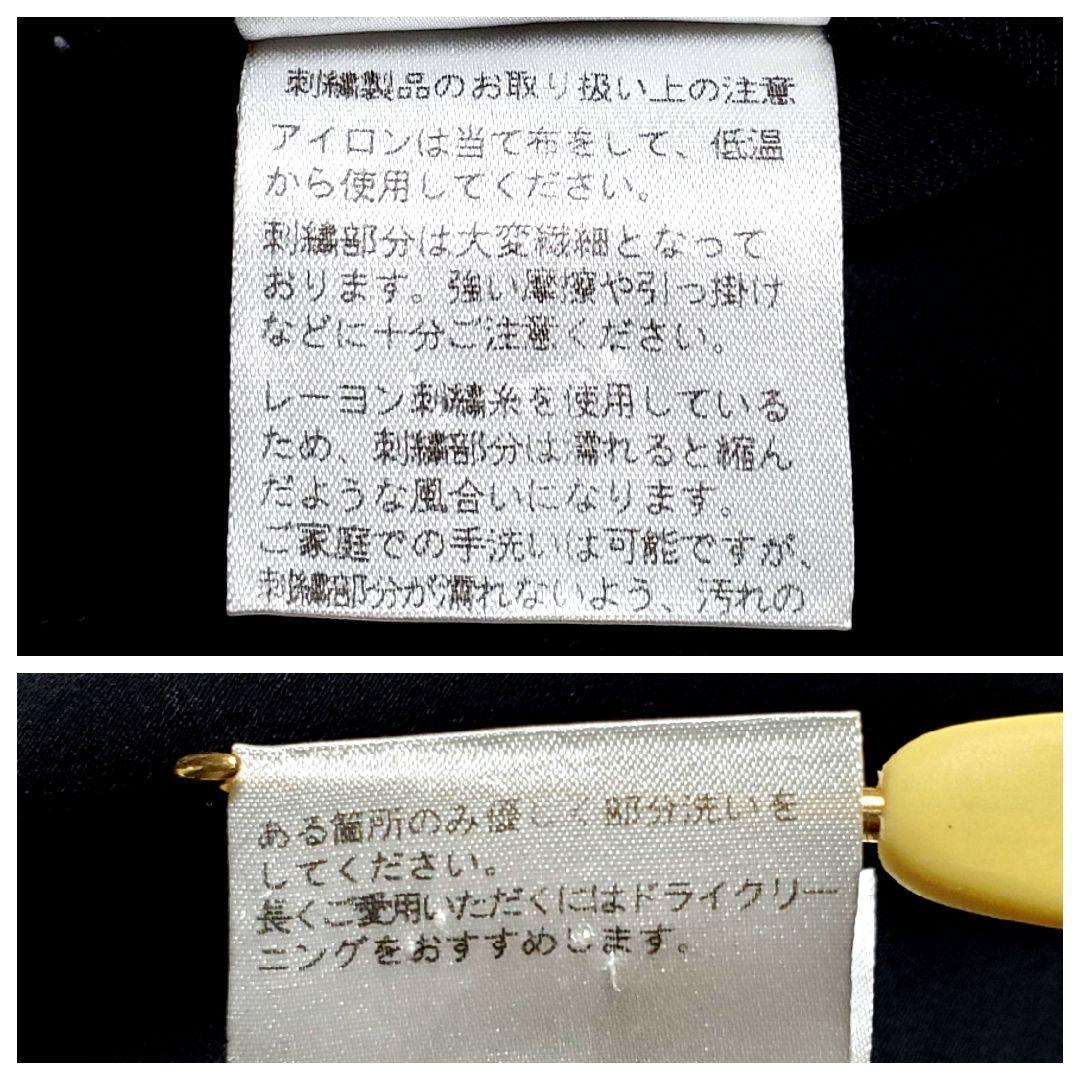 刺繍製品のお取り扱い上の注意
アイロンは当て布をして、低温
から使用してください。
刺繍部分は大変繊細となって
おります。強い摩擦や引っ掛け
などに十分ご注意ください。
レーヨン刺繍糸を使用している
ため、刺繍部分は濡れると縮ん
だような風合いになります。
ご家庭での手洗いは可能ですが、
刺繍部分が濡れないよう、汚れの
ある箇所のみ優しく部分洗いを
してください。
長くご愛用いただくにはドライクリー
ニングをおすすめします。